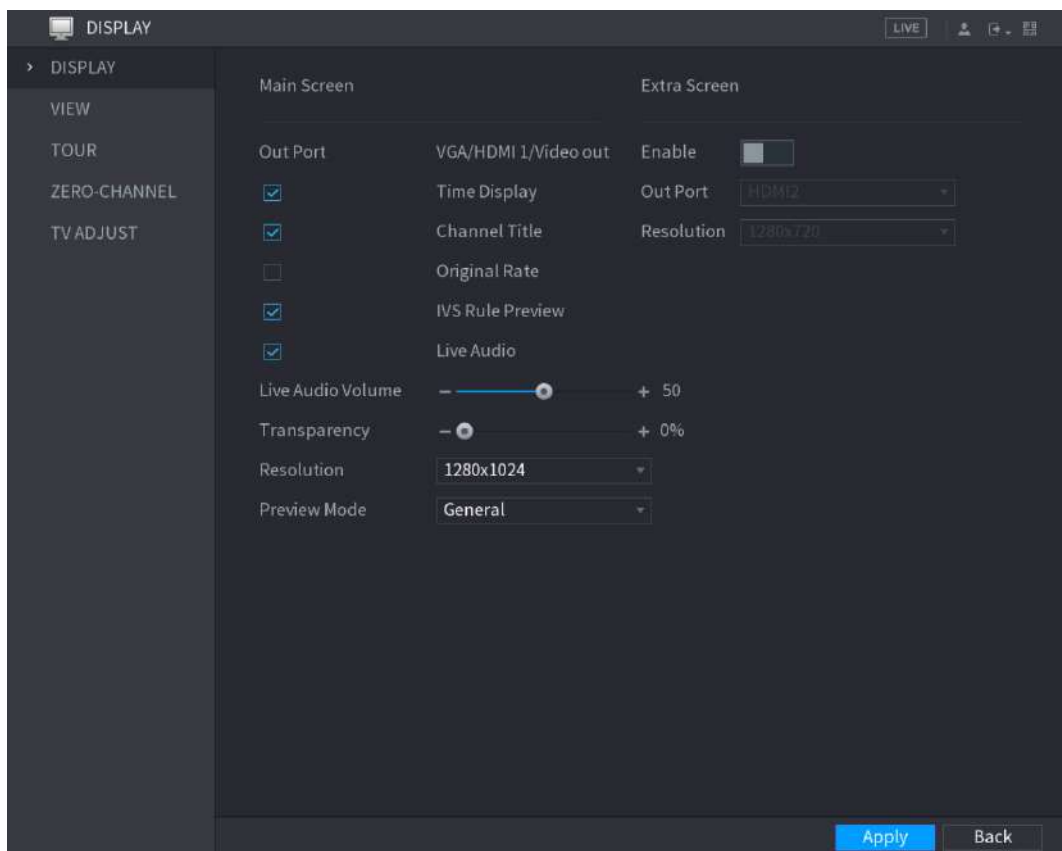 DISPLAY
LIVE
DISPLAY
VIEW
TOUR
ZERO-CHANNEL
TV ADJUST
Main Screen
Out Port VGA/HDMI 1/Video out
Time Display
Channel Title
Original Rate
IVS Rule Preview
Live Audio
Live Audio Volume - + 50
Transparency - + 0%
Resolution 1280x1024
Preview Mode General
Extra Screen
Enable
Out Port HDMI2
Resolution 1280x720
Apply Back